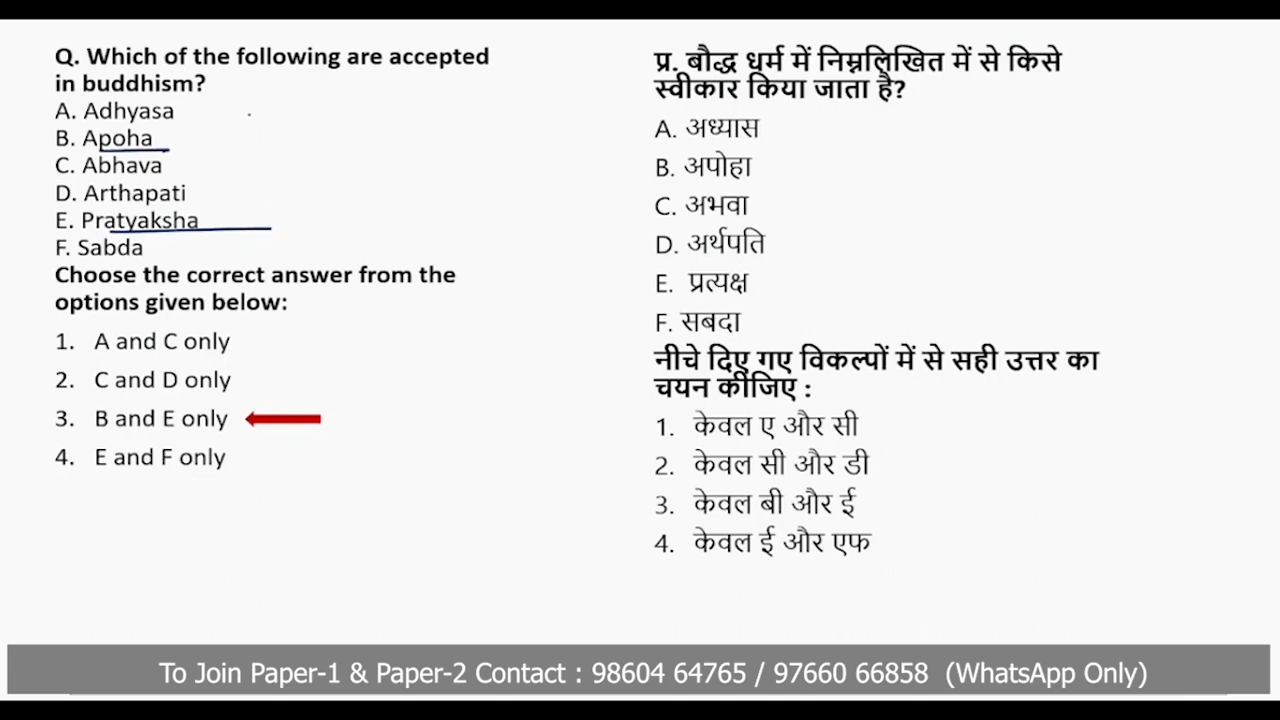 Q. Which of the following are accepted
in buddhism?
A. Adhyasa
B. Apoha
C. Abhava
D. Arthapati
E. Pratyaksha
F. Sabda
Choose the correct answer from the
options given below:
1. A and C only
2. C and D only
3. B and E only
4. E and F only
प्र. बौद्ध धर्म में निम्नलिखित में से किसे
स्वीकार किया जाता है?
A. अध्यास
B. अपोहा
C. अभवा
D. अर्थपति
E. प्रत्यक्ष
F. सबदा
नीचे दिए गए विकल्पों में से सही उत्तर का
चयन कीजिए :
1. केवल ए और सी
2. केवल सी और डी
3. केवल बी और ई
4. केवल ई और एफ
To Join Paper-1 & Paper-2 Contact : 98604 64765 / 97660 66858 (WhatsApp Only)